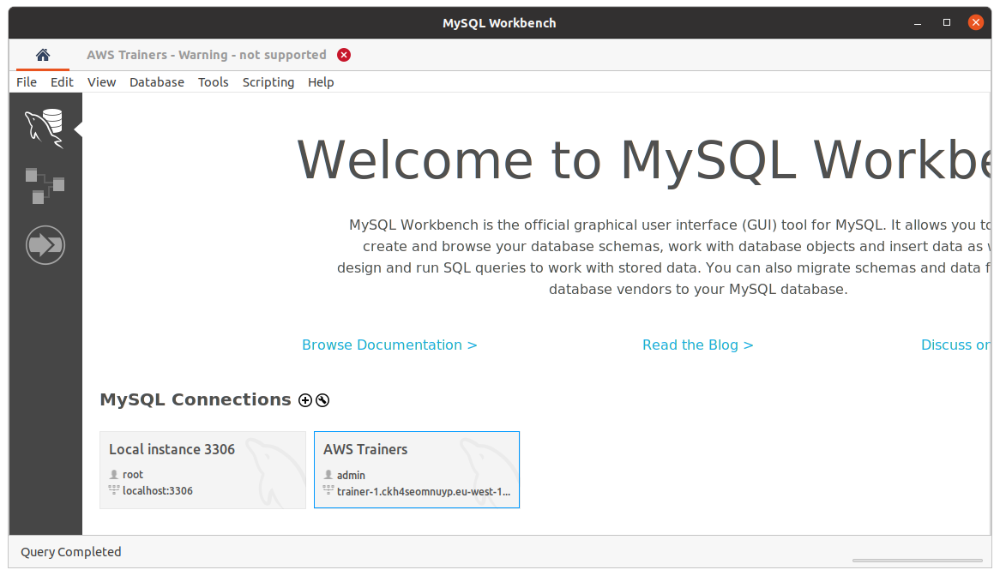 MySQL Workbench
AWS Trainers - Warning - not supported
File Edit View Database Tools Scripting Help
Welcome to MySQL Workbe
MySQL Workbench is the official graphical user interface (GUI) tool for MySQL. It allows you to
create and browse your database schemas, work with database objects and insert data as w
design and run SQL queries to work with stored data. You can also migrate schemas and data f
database vendors to your MySQL database.
Browse Documentation > Read the Blog > Discuss on
MySQL Connections
Local instance 3306
root
localhost:3306
AWS Trainers
admin
trainer-1.ckh4seomnuyp.eu-west-1...
Query Completed